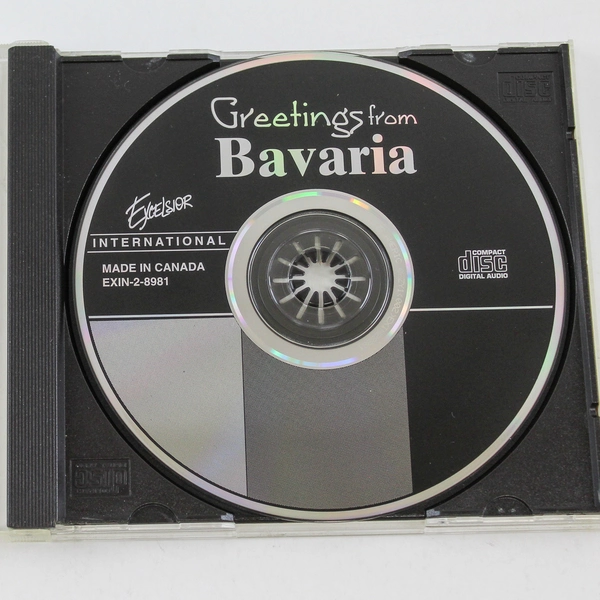 Greetings from
Bavaria
EXCELSIOR
INTERNATIONAL
MADE IN CANADA
EXIN-2-8981
COMPACT
disc
DIGITAL AUDIO